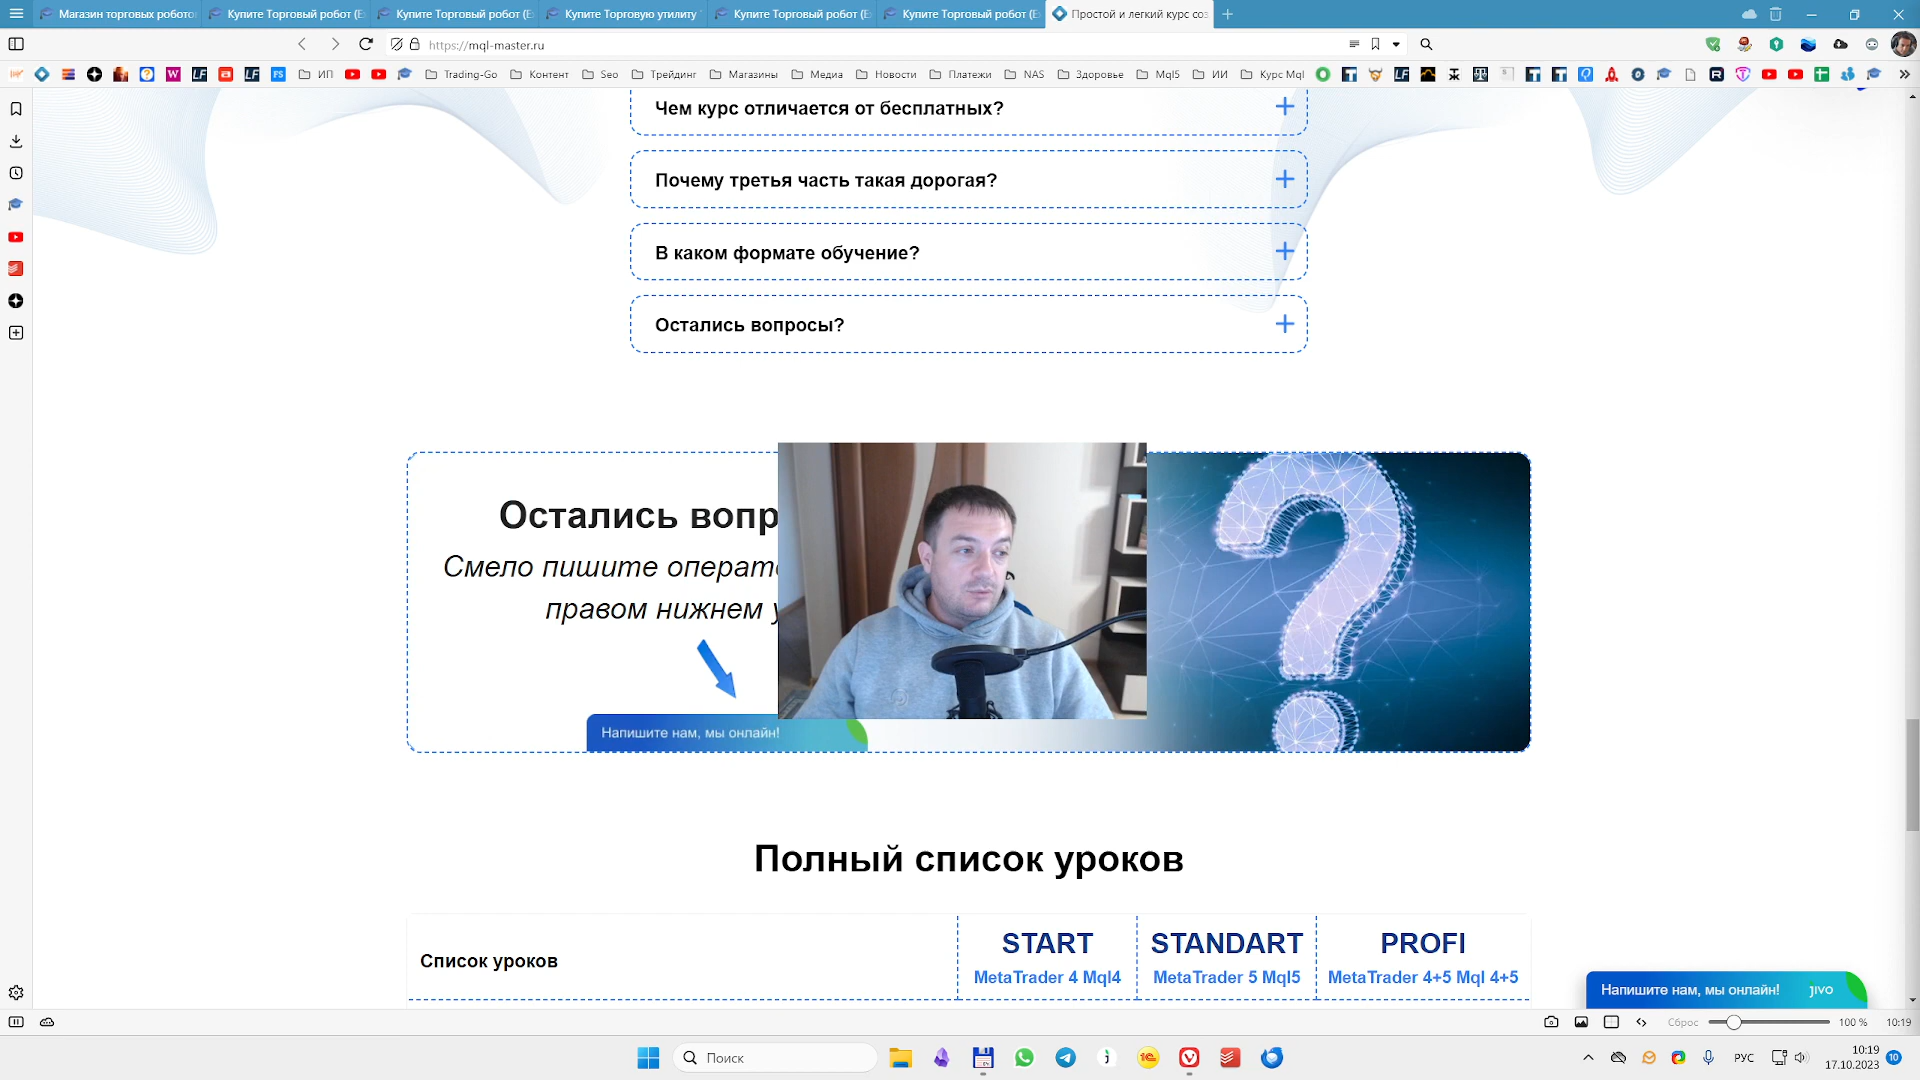 Магазин торговых роботов
Купите Торговый робот (E
Купите Торговый робот (E
Купите Торговую утилиту
Купите Торговый робот (E
Купите Торговый робот (E
Простой и легкий курс соз
https://mql-master.ru
ИП
Trading-Go
Контент
Seo
Трейдинг
Магазины
Медиа
Новости
Платежи
NAS
Здоровье
Mql5
ИИ
Курс Mql
Чем курс отличается от бесплатных?
Почему третья часть такая дорогая?
В каком формате обучение?
Остались вопросы?
Остались вопр
Смело пишите операт
правом нижнем у
Напишите нам, мы онлайн!
Полный список уроков
Список уроков
START
MetaTrader 4 Mql4
STANDART
MetaTrader 5 Mql5
PROFI
MetaTrader 4+5 Mql 4+5
Напишите нам, мы онлайн! jivo
Сброс
100 %
10:19
Поиск
РУС
10:19
17.10.2023
10